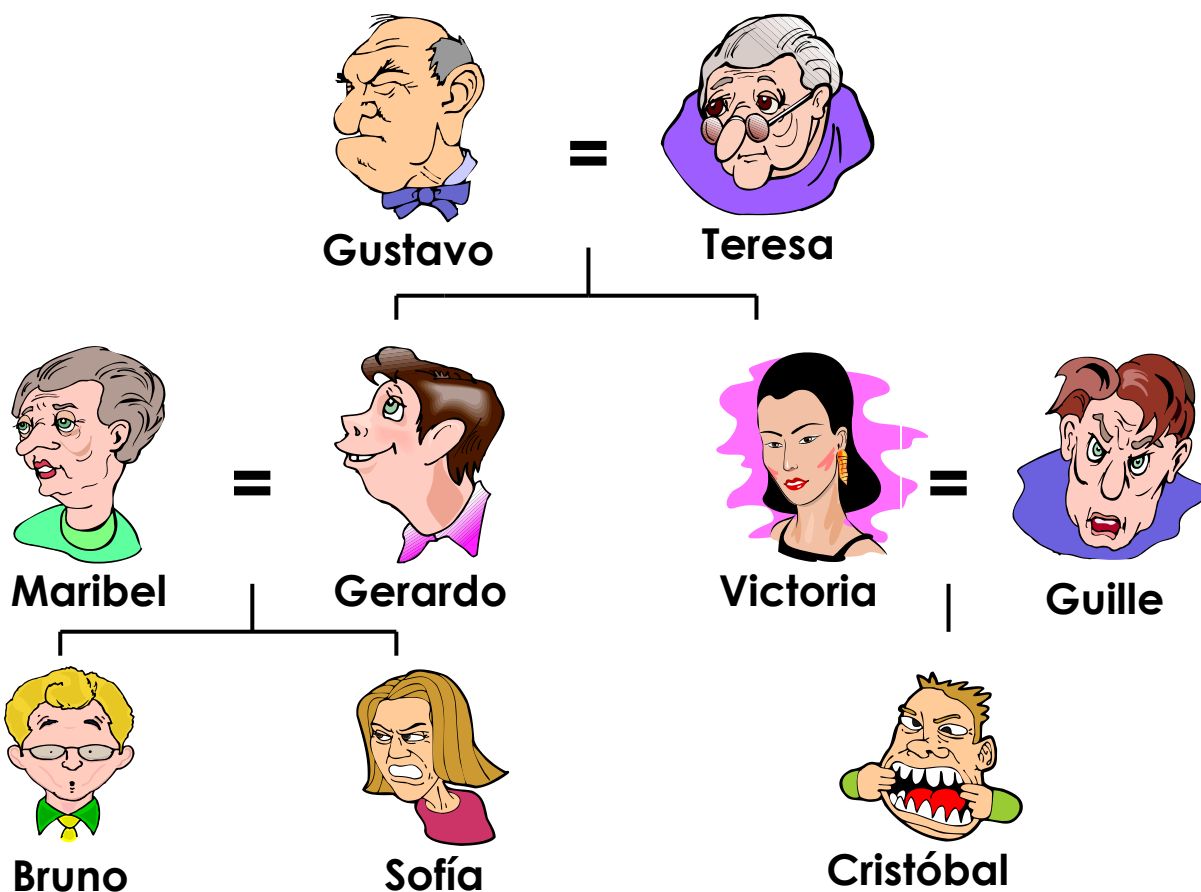 Gustavo
Teresa
Maribel
Gerardo
Victoria
Guille
Bruno
Sofía
Cristóbal